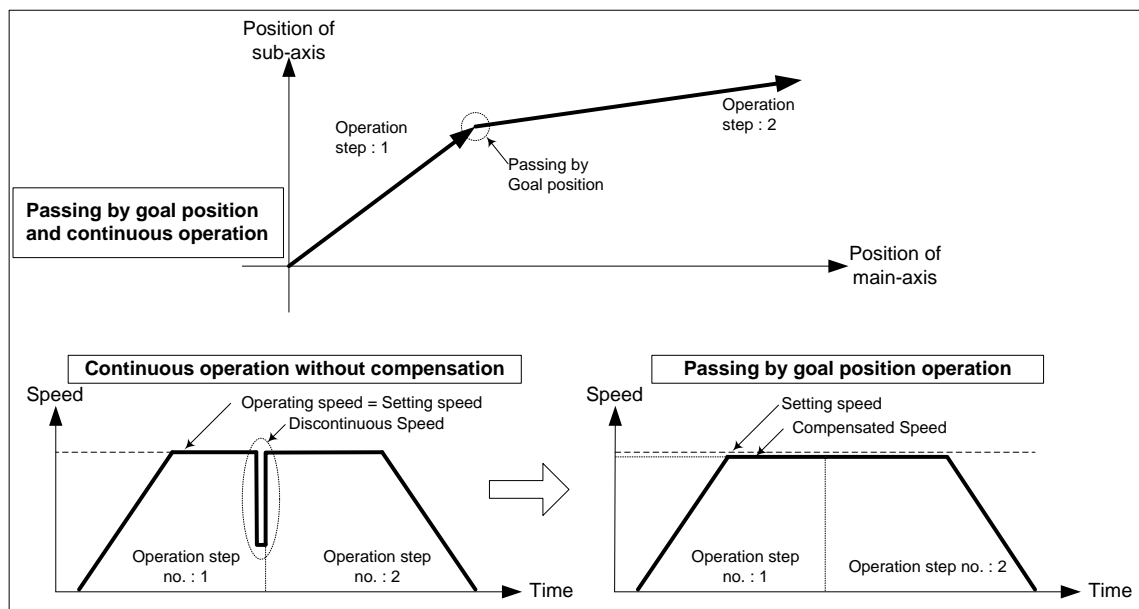 Position of
sub-axis
Operation
step : 1
Operation
step : 2
Passing by
Goal position
Passing by goal position
and continuous operation
Position of
main-axis
Continuous operation without compensation
Speed
Operating speed = Setting speed
Discontinuous Speed
Operation step
no. : 1
Operation step
no. : 2
Time
Passing by goal position operation
Speed
Setting speed
Compensated Speed
Operation step
no. : 1
Operation step no. : 2
Time